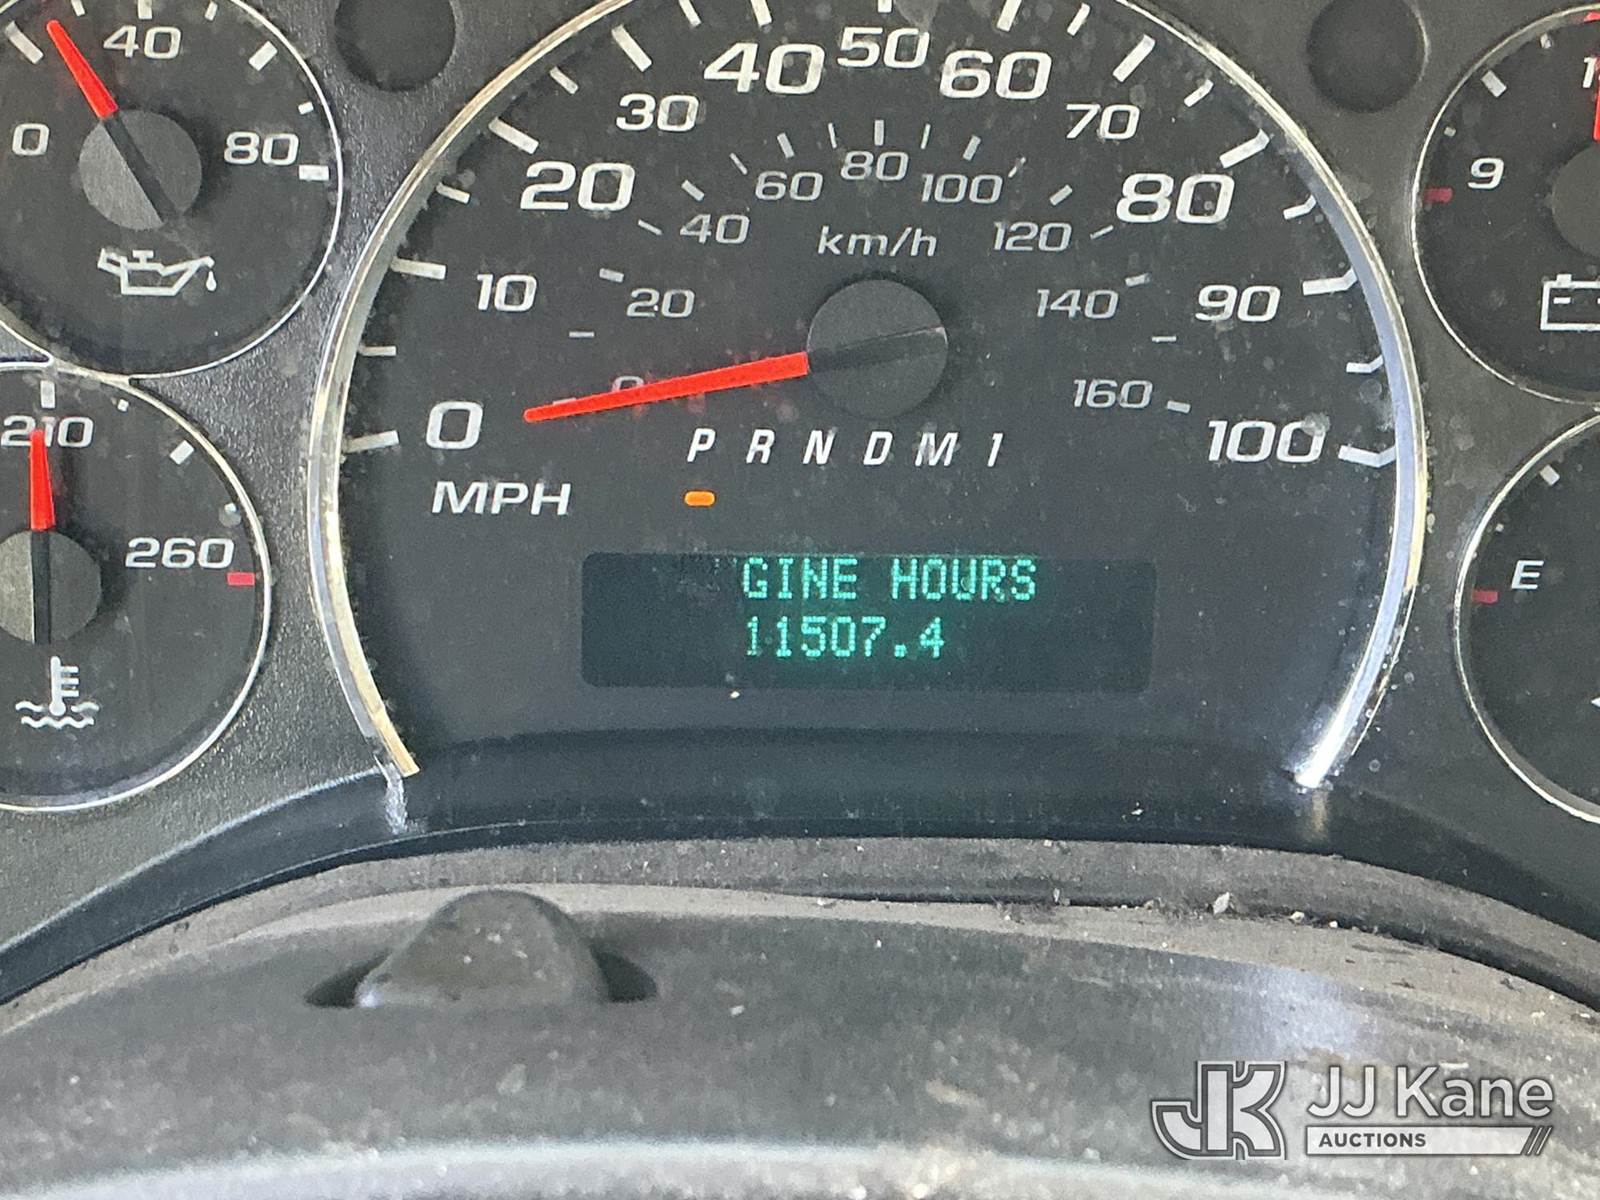 0 40 80
210 260
0 10 20 30 40 50 60 70 80 90 100
MPH
0 20 40 60 80 100 120 140 160
km/h
P R N D M 1
GINE HOURS
11507.4
9
E
JJ Kane
AUCTIONS